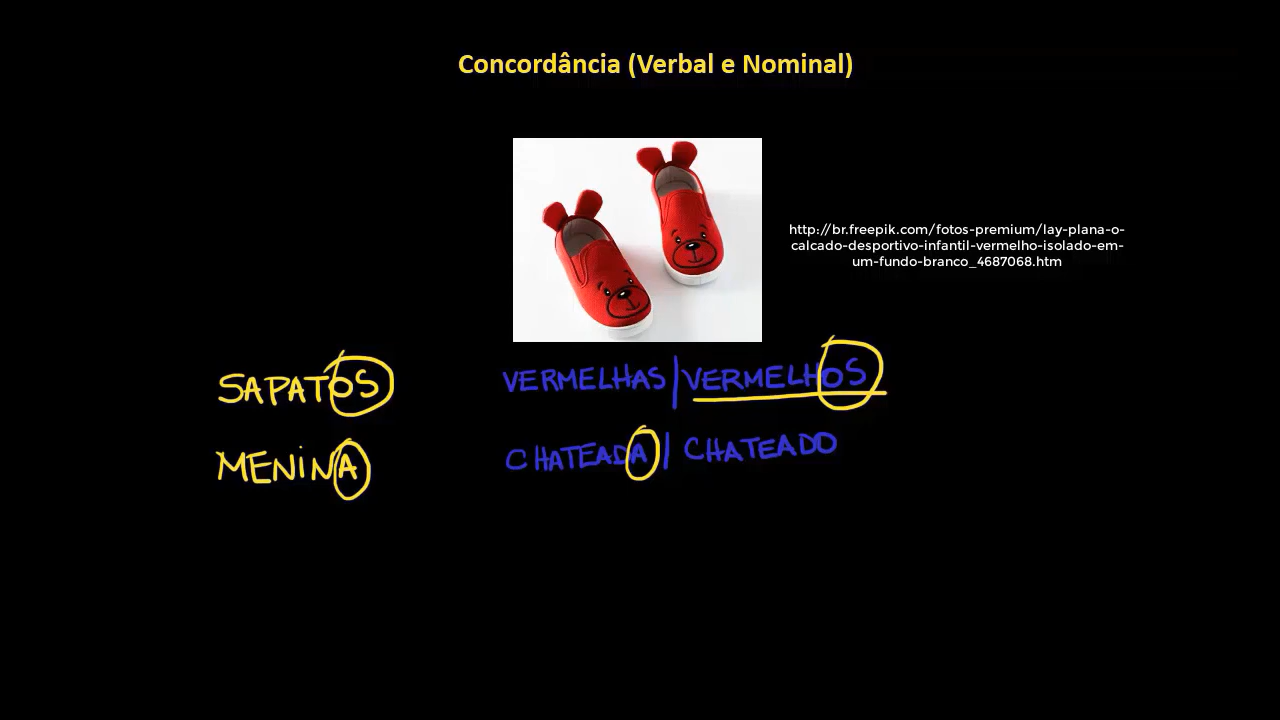 Concordância (Verbal e Nominal)
http://br.freepik.com/fotos-premium/lay-plana-o-
calcado-desportivo-infantil-vermelho-isolado-em-
um-fundo-branco_4687068.htm
SAPATOS VERMELHAS | VERMELHOS
MENINA CHATEADA | CHATEADO